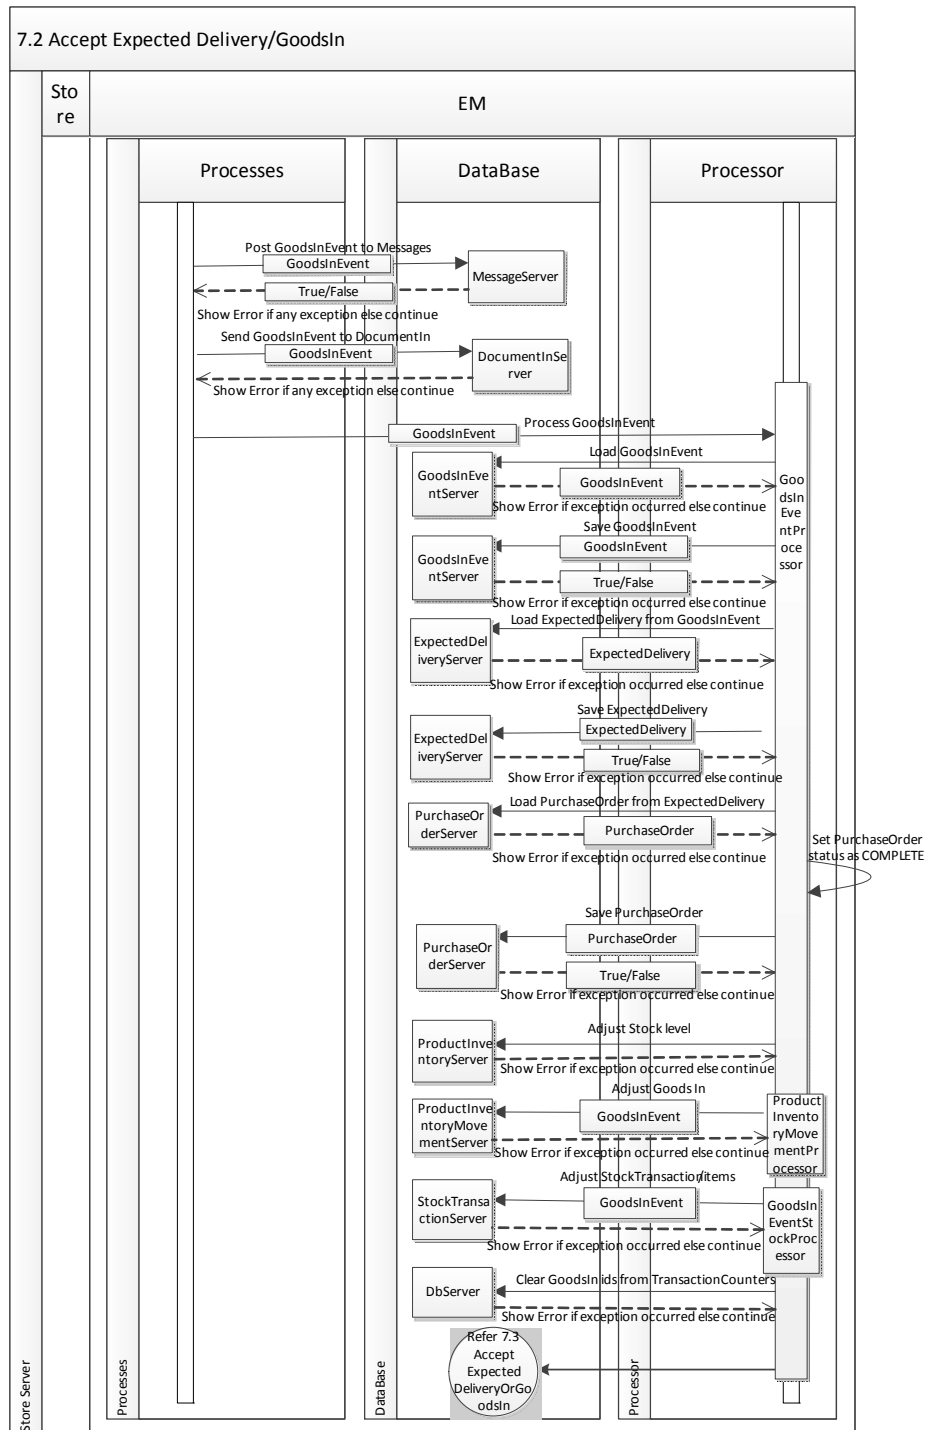 7.2 Accept Expected Delivery/GoodsIn
Sto
re
EM
Processes
DataBase
Processor
Post GoodsInEvent to Messages
GoodsInEvent
MessageServer
True/False
Show Error if any exception else continue
Send GoodsInEvent to DocumentIn
GoodsInEvent
DocumentInSe
rver
Show Error if any exception else continue
Process GoodsInEvent
GoodsInEvent
Load GoodsInEvent
GoodsInEve
ntServer
GoodsInEvent
Show Error if exception occurred else continue
Goo
dsIn
Eve
ntPr
oce
ssor
Save GoodsInEvent
GoodsInEvent
GoodsInEve
ntServer
True/False
Show Error if exception occurred else continue
Load ExpectedDelivery from GoodsInEvent
ExpectedDel
iveryServer
ExpectedDelivery
Show Error if exception occurred else continue
Save ExpectedDelivery
ExpectedDelivery
ExpectedDel
iveryServer
True/False
Show Error if exception occurred else continue
Load PurchaseOrder from ExpectedDelivery
PurchaseOr
derServer
PurchaseOrder
Show Error if exception occurred else continue
Set PurchaseOrder
status as COMPLETE
Save PurchaseOrder
PurchaseOrder
PurchaseOr
derServer
True/False
Show Error if exception occurred else continue
Adjust Stock level
ProductInve
ntoryServer
Show Error if exception occurred else continue
Adjust Goods In
ProductInve
ntoryMove
mentServer
GoodsInEvent
Show Error if exception occurred else continue
Product
Invento
ryMove
mentPr
ocessor
Adjust StockTransaction/items
GoodsInEvent
StockTransa
ctionServer
Show Error if exception occurred else continue
GoodsIn
EventSt
ockProc
essor
Clear GoodsIn ids from TransactionCounters
DbServer
Show Error if exception occurred else continue
Refer 7.3
Accept
Expected
DeliveryOrGo
odsIn
Store Server
Processes
DataBase
Processor